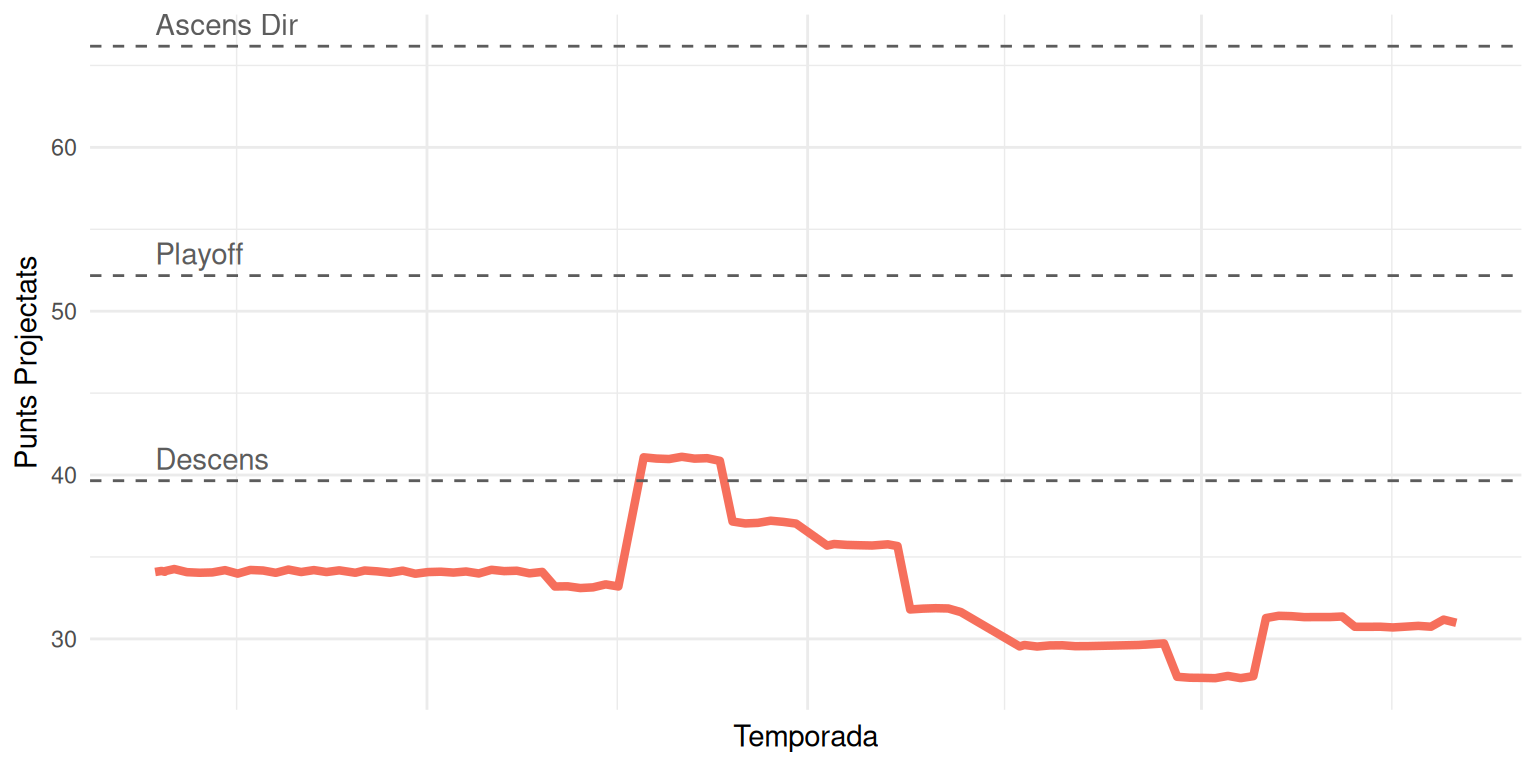 Ascens Dir
60
Playoff
50
Descens
40
30
Punts Projectats
Temporada